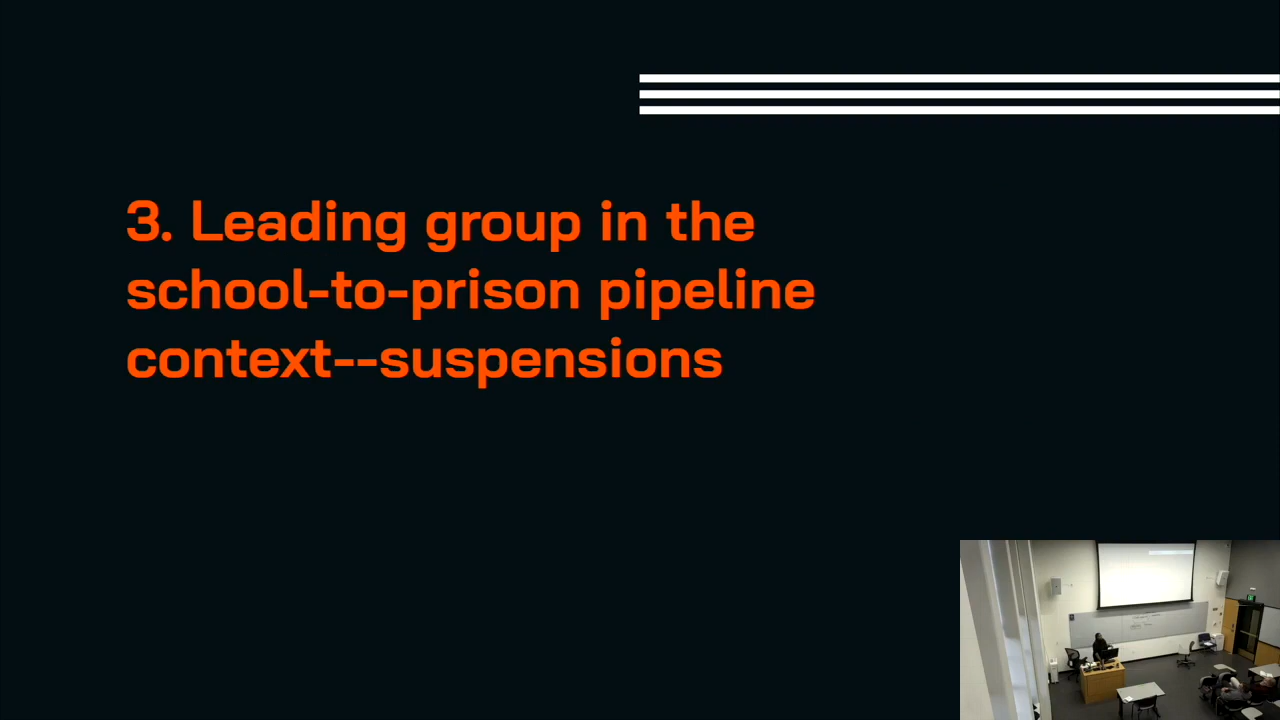 3. Leading group in the
school-to-prison pipeline
context--suspensions